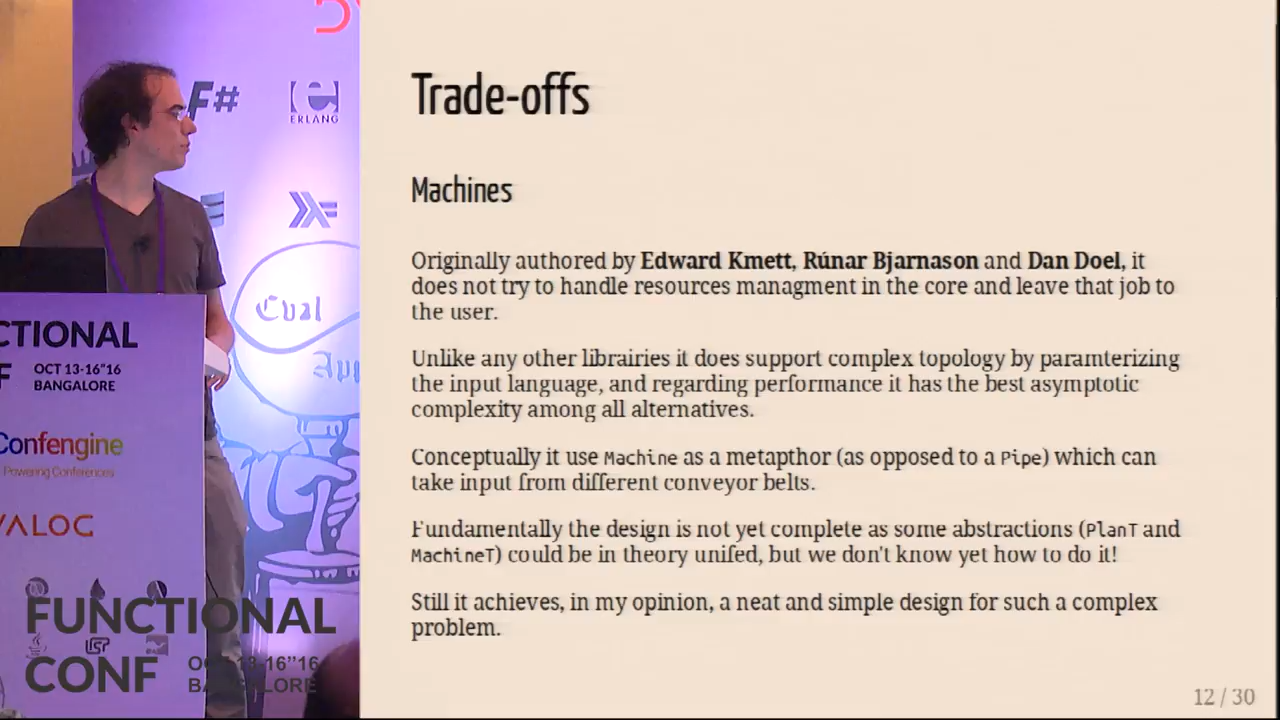 F#
ERLANG
Eval
CTIONAL
F OCT 13-16"16
BANGALORE
Confengine
Powering Conferences
VALOG
FUNCTIONAL
CONF
Trade-offs
Machines
Originally authored by Edward Kmett, Rúnar Bjarnason and Dan Doel, it
does not try to handle resources managment in the core and leave that job to
the user.
Unlike any other librairies it does support complex topology by paramterizing
the input language, and regarding performance it has the best asymptotic
complexity among all alternatives.
Conceptually it use Machine as a metapthor (as opposed to a Pipe) which can
take input from different conveyor belts.
Fundamentally the design is not yet complete as some abstractions (PlanT and
MachineT) could be in theory unifed, but we don't know yet how to do it!
Still it achieves, in my opinion, a neat and simple design for such a complex
problem.
12 / 30